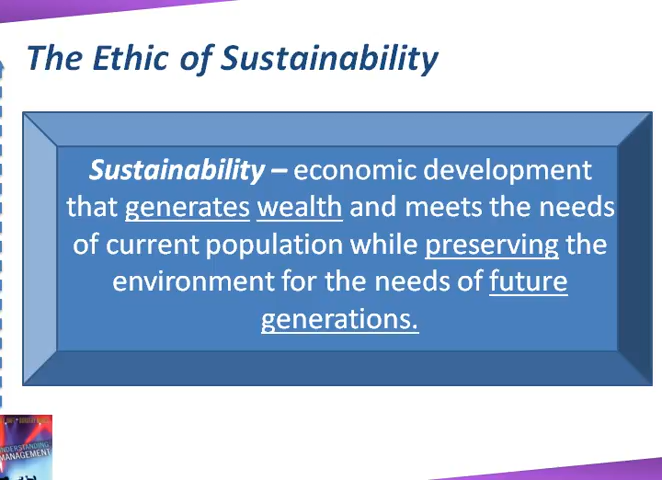 The Ethic of Sustainability
Sustainability – economic development
that generates wealth and meets the needs
of current population while preserving the
environment for the needs of future
generations.
UNDERSTANDING
MANAGEMENT